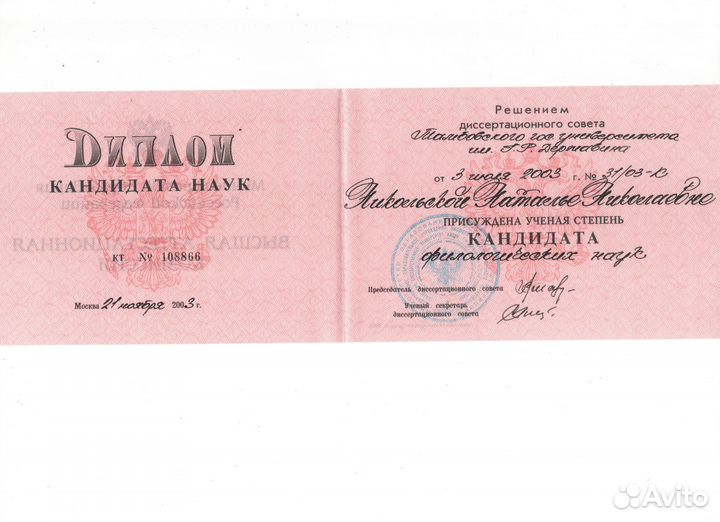 ДИПЛОМ
КАНДИДАТА НАУК
КТ № 108866
Москва 21 ноября 2003 г.
Решением
диссертационного совета
Тамбовского гос. университета
им. Г.Р. Державина
от 3 июля 2003 г. № 31/03-К
Никольской Наталье Николаевне
ПРИСУЖДЕНА УЧЕНАЯ СТЕПЕНЬ
КАНДИДАТА
филологических наук
Председатель диссертационного совета
Ученый секретарь
диссертационного совета
Avito